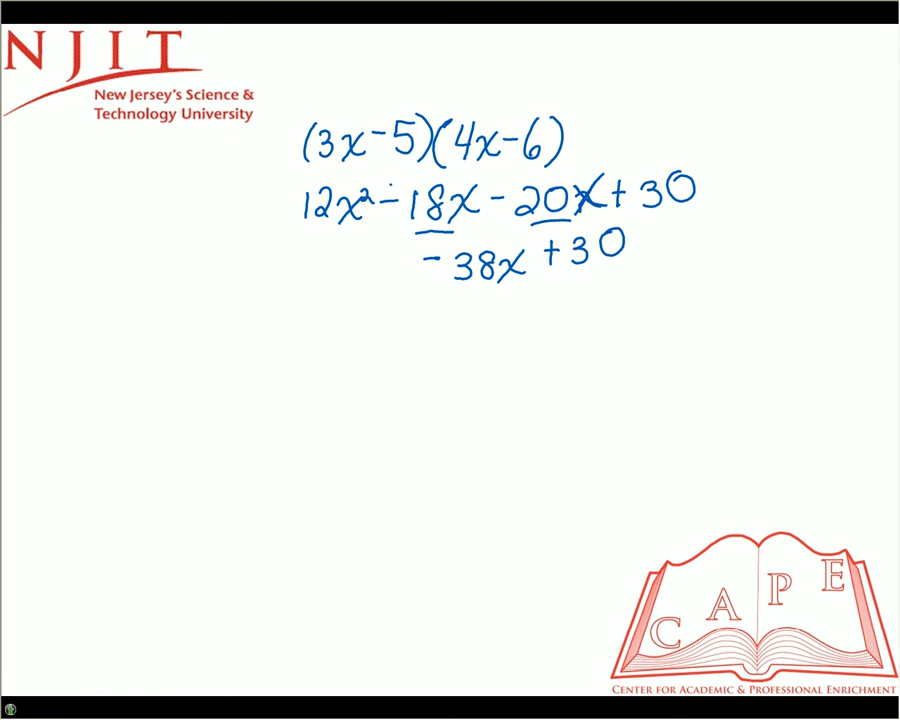 NJIT
New Jersey's Science &
Technology University
(3x-5)(4x-6)
12x² - 18x - 20x + 30
- 38x + 30
CAPE
CENTER FOR ACADEMIC & PROFESSIONAL ENRICHMENT